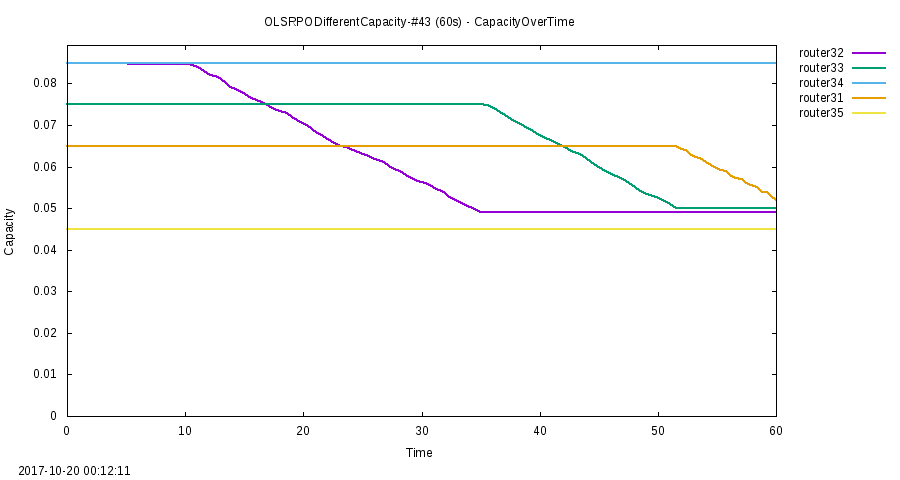 OLSRPODifferentCapacity-#43 (60s) - CapacityOverTime
router32
router33
router34
router31
router35
0.08
0.07
0.06
0.05
0.04
0.03
0.02
0.01
0
Capacity
0 10 20 30 40 50 60
Time
2017-10-20 00:12:11